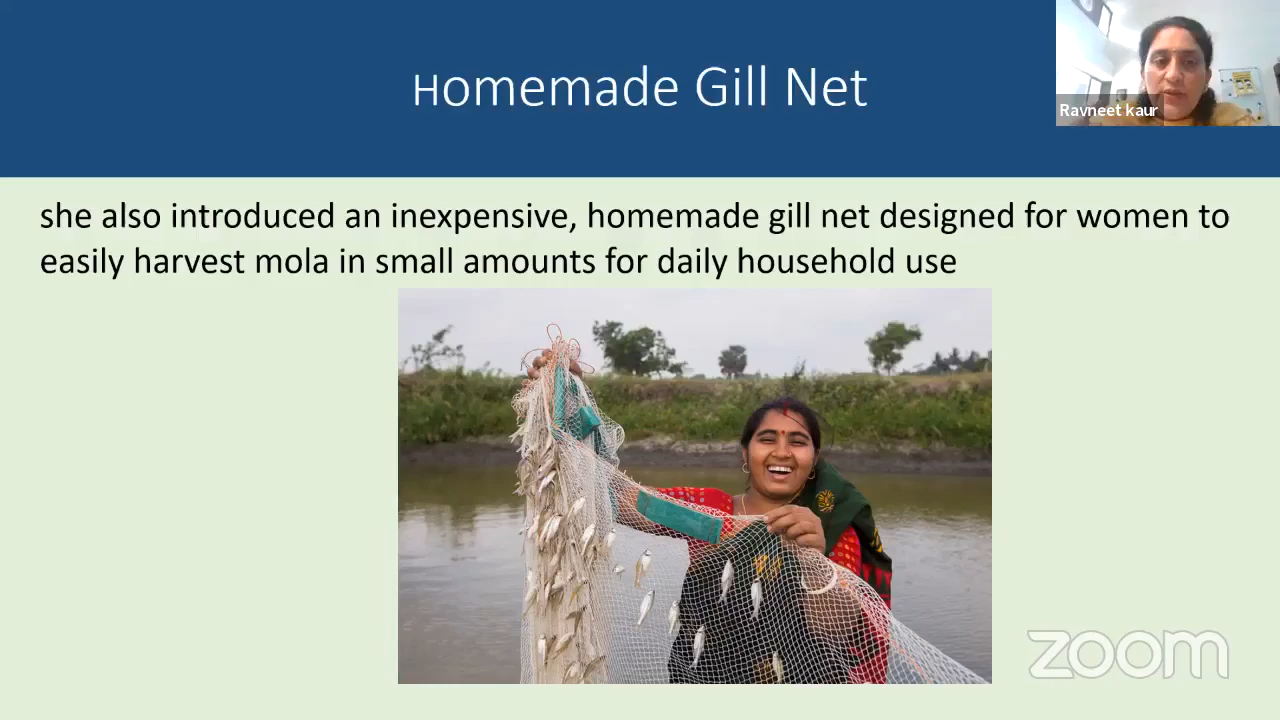 Homemade Gill Net
Ravneet kaur
she also introduced an inexpensive, homemade gill net designed for women to
easily harvest mola in small amounts for daily household use
zoom